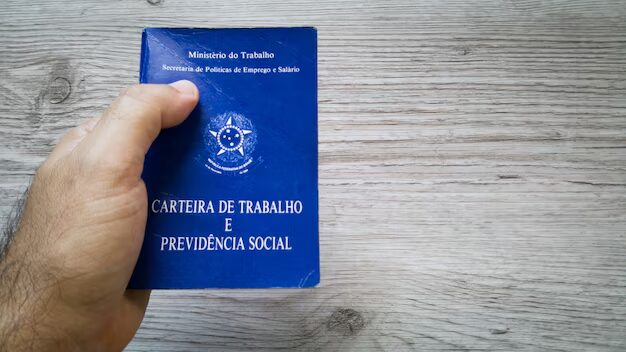 Ministério do Trabalho
Secretaria de Políticas de Emprego e Salário
CARTEIRA DE TRABALHO
E
PREVIDÊNCIA SOCIAL